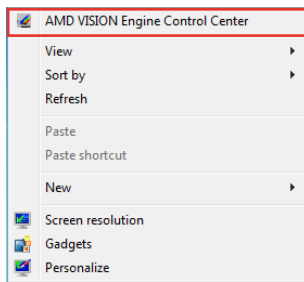 AMD VISION Engine Control Center
View
Sort by
Refresh
Paste
Paste shortcut
New
Screen resolution
Gadgets
Personalize